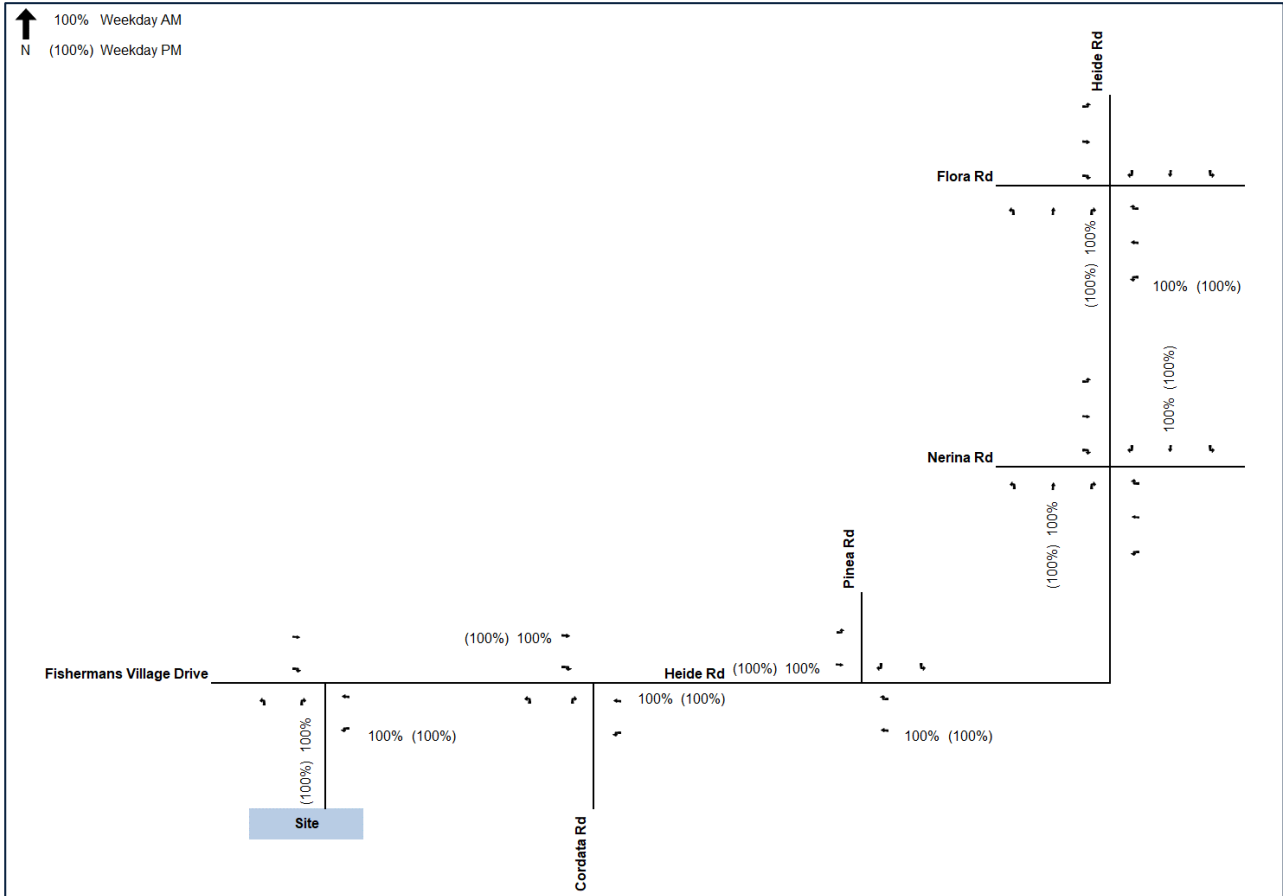 100% Weekday AM
N (100%) Weekday PM
Heide Rd
Flora Rd
(100%) 100%
100% (100%)
100% (100%)
Nerina Rd
(100%) 100%
Pinea Rd
(100%) 100%
Fishermans Village Drive
Heide Rd
(100%) 100%
100% (100%)
100% (100%)
100% (100%)
(100%) 100%
Site
Cordata Rd